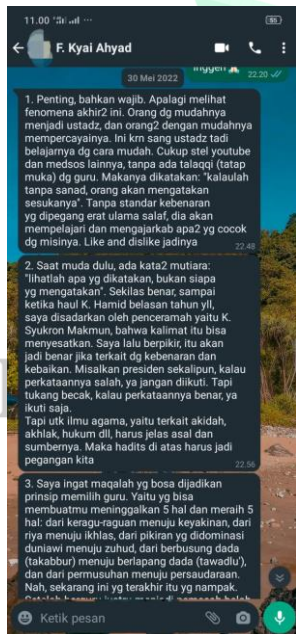 11.00
55
F. Kyai Ahyad
30 Mei 2022
inggeh
22.20
1. Penting, bahkan wajib. Apalagi melihat
fenomena akhir2 ini. Orang dg mudahnya
menjadi ustadz, dan orang2 dengan mudahnya
mempercayainya. Ini krn sang ustadz tadi
belajarnya dg cara mudah. Cukup stel youtube
dan medsos lainnya, tanpa ada talaqqi (tatap
muka) dg guru. Makanya dikatakan: "kalaulah
tanpa sanad, orang akan mengatakan
sesukanya". Tanpa standar kebenaran
yg dipegang erat ulama salaf, dia akan
mempelajari dan mengajarkab apa2 yg cocok
dg misinya. Like and dislike jadinya
22.48
2. Saat muda dulu, ada kata2 mutiara:
"lihatlah apa yg dikatakan, bukan siapa
yg mengatakan". Sekilas benar, sampai
ketika haul K. Hamid belasan tahun yll,
saya disadarkan oleh penceramah yaitu K.
Syukron Makmun, bahwa kalimat itu bisa
menyesatkan. Saya lalu berpikir, itu akan
jadi benar jika terkait dg kebenaran dan
kebaikan. Misalkan presiden sekalipun, kalau
perkataannya salah, ya jangan diikuti. Tapi
tukang becak, kalau perkataannya benar, ya
ikuti saja.
Tapi utk ilmu agama, yaitu terkait akidah,
akhlak, hukum dll, harus jelas asal dan
sumbernya. Maka hadits di atas harus jadi
pegangan kita
22.56
3. Saya ingat maqalah yg bosa dijadikan
prinsip memilih guru. Yaitu yg bisa
membuatmu meninggalkan 5 hal dan meraih 5
hal: dari keragu-raguan menuju keyakinan, dari
riya menuju ikhlas, dari pikiran yg didominasi
duniawi menuju zuhud, dari berbusung dada
(takabbur) menuju berlapang dada (tawadlu'),
dan dari permusuhan menuju persaudaraan.
Nah, sekarang ini yg terakhir itu yg nampak.
Ketik pesan